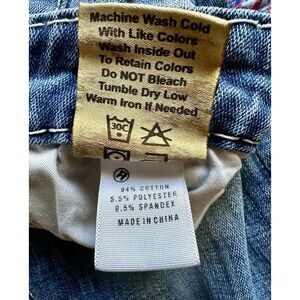 Machine Wash Cold
With Like Colors
Wash Inside Out
To Retain Colors
Do NOT Bleach
Tumble Dry Low
Warm Iron If Needed
30C
94% COTTON
5.5% POLYESTER
0.5% SPANDEX
MADE IN CHINA